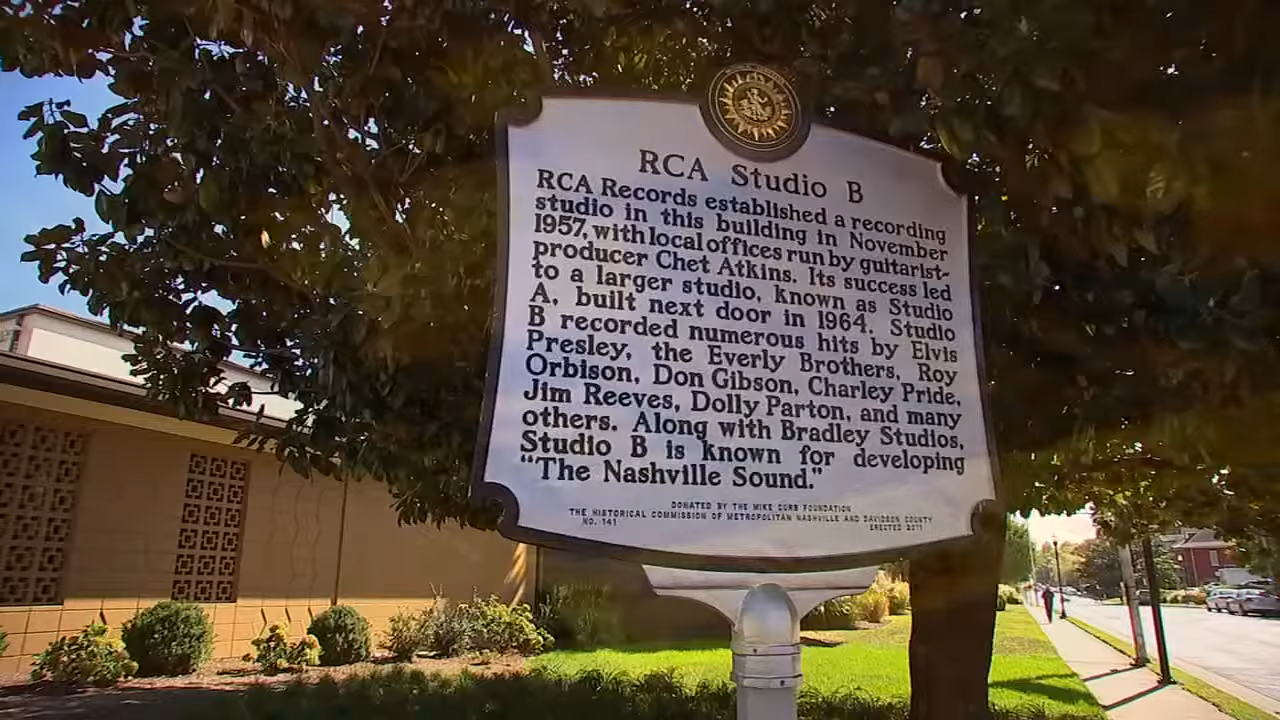 RCA Studio B
RCA Records established a recording
studio in this building in November
1957, with local offices run by guitarist-
producer Chet Atkins. Its success led
to a larger studio, known as Studio
A, built next door in 1964. Studio
B recorded numerous hits by Elvis
Presley, the Everly Brothers, Roy
Orbison, Don Gibson, Charley Pride,
Jim Reeves, Dolly Parton, and many
others. Along with Bradley Studios,
Studio B is known for developing
“The Nashville Sound.”
DONATED BY THE MIKE CURB FOUNDATION
THE HISTORICAL COMMISSION OF METROPOLITAN NASHVILLE AND DAVIDSON COUNTY
NO. 141 ERECTED 2011